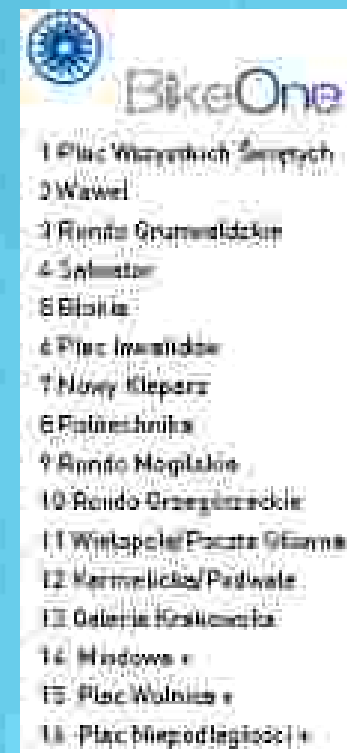 BikeOne
1 Plac Wszystkich Świętych
2 Wawel
3 Rondo Grunwaldzkie
4 Salwator
5 Błonia
6 Plac Inwalidów
7 Nowy Kleparz
8 Politechnika
9 Rondo Mogilskie
10 Rondo Grzegórzeckie
11 Wielopole/Poczta Główna
12 Karmelicka/Podwale
13 Galeria Krakowska
14 Miodowa +
15 Plac Wolnica +
16 Plac Niepodległości +